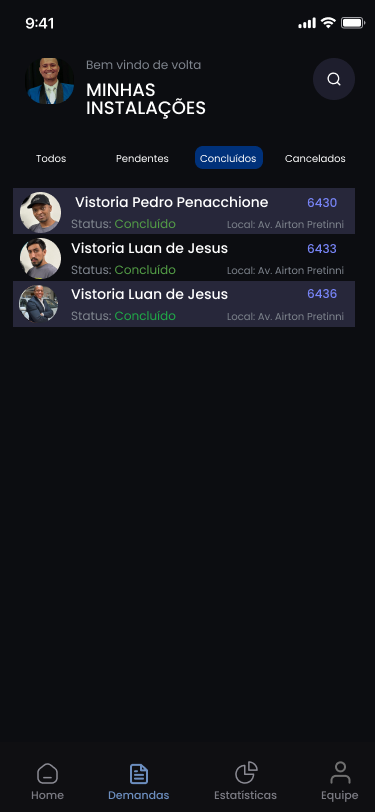 9:41
Bem vindo de volta
MINHAS
INSTALAÇÕES
Todos
Pendentes
Concluídos
Cancelados
Vistoria Pedro Penacchione
6430
Status: Concluído
Local: Av. Airton Pretinni
Vistoria Luan de Jesus
6433
Status: Concluído
Local: Av. Airton Pretinni
Vistoria Luan de Jesus
6436
Status: Concluído
Local: Av. Airton Pretinni
Home
Demandas
Estatísticas
Equipe